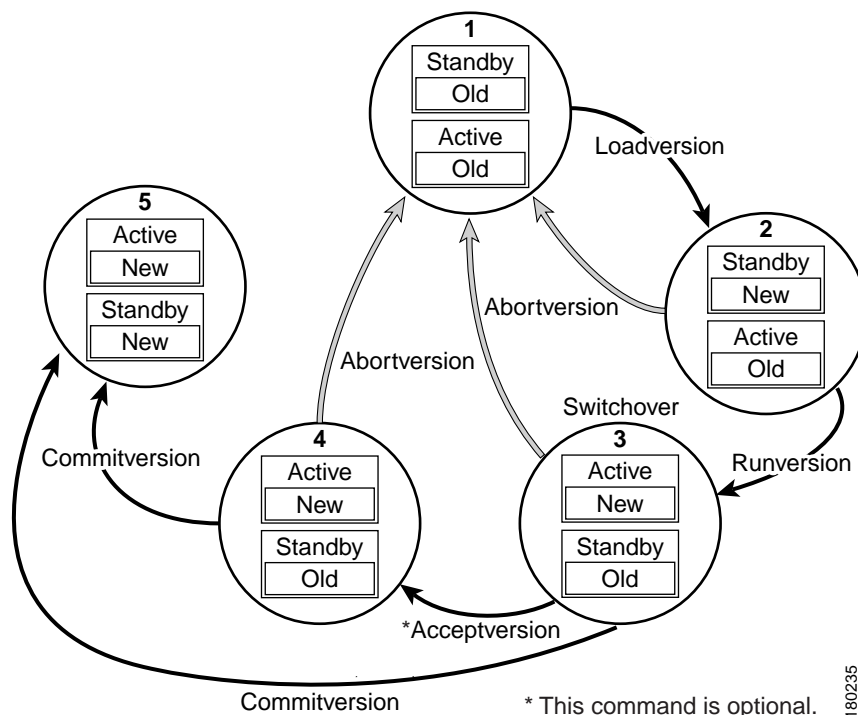 1
Standby
Old
Active
Old
Loadversion
5
Active
New
Standby
New
2
Standby
New
Active
Old
Abortversion
Abortversion
Switchover
4
Active
New
Standby
Old
3
Active
New
Standby
Old
Commitversion
Runversion
*Acceptversion
Commitversion
* This command is optional.
180235